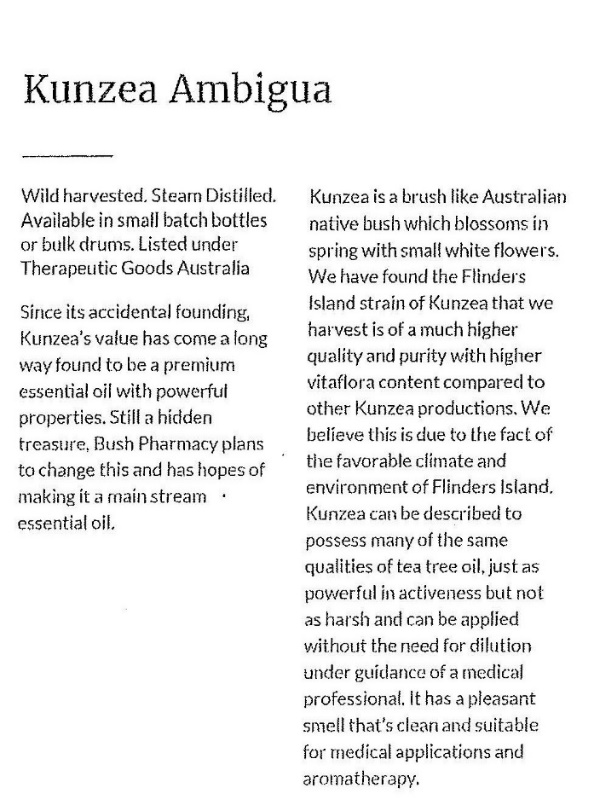 Kunzea Ambigua
Wild harvested. Steam Distilled.
Available in small batch bottles
or bulk drums. Listed under
Therapeutic Goods Australia
Since its accidental founding,
Kunzea's value has come a long
way found to be a premium
essential oil with powerful
properties. Still a hidden
treasure, Bush Pharmacy plans
to change this and has hopes of
making it a main stream
essential oil.
Kunzea is a brush like Australian
native bush which blossoms in
spring with small white flowers.
We have found the Flinders
Island strain of Kunzea that we
harvest is of a much higher
quality and purity with higher
vitaflora content compared to
other Kunzea productions. We
believe this is due to the fact of
the favorable climate and
environment of Flinders Island.
Kunzea can be described to
possess many of the same
qualities of tea tree oil, just as
powerful in activeness but not
as harsh and can be applied
without the need for dilution
under guidance of a medical
professional. It has a pleasant
smell that's clean and suitable
for medical applications and
aromatherapy.